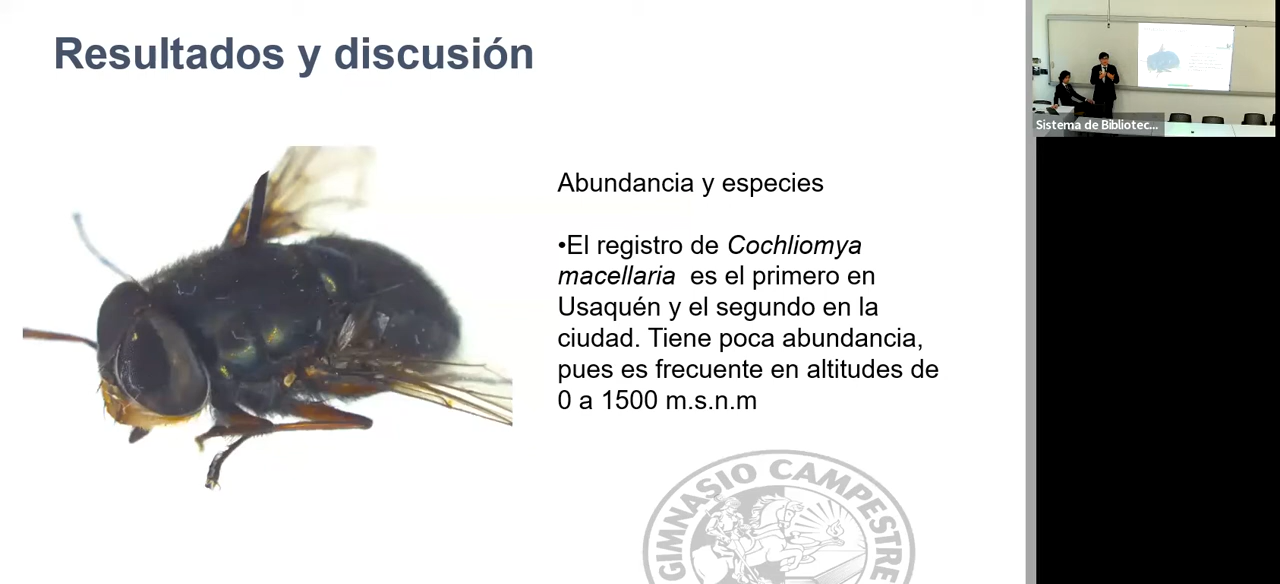 Resultados y discusión
Sistema de Bibliotec...
Abundancia y especies
•El registro de Cochliomya
macellaria es el primero en
Usaquén y el segundo en la
ciudad. Tiene poca abundancia,
pues es frecuente en altitudes de
0 a 1500 m.s.n.m
GIMNASIO CAMPESTRE